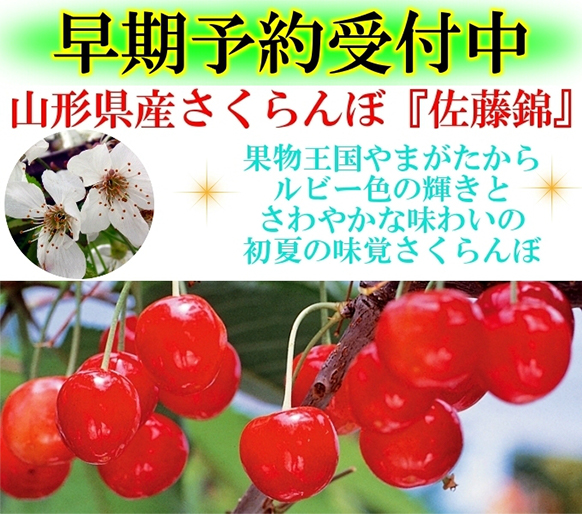 早期予約受付中
山形県産さくらんぼ『佐藤錦』
果物王国やまがたから
ルビー色の輝きと
さわやかな味わいの
初夏の味覚さくらんぼ